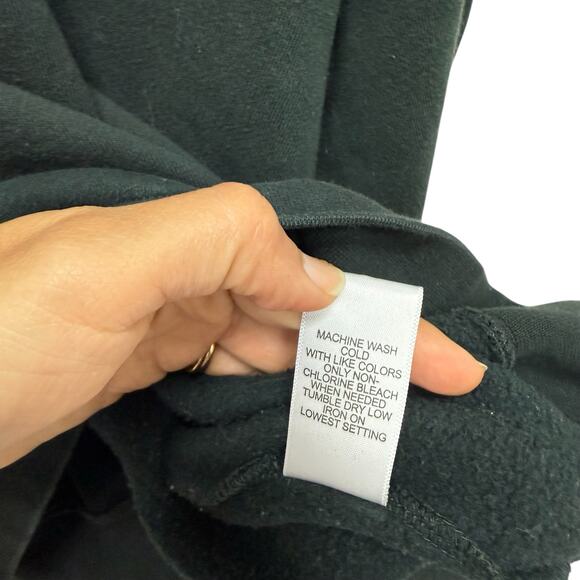 MACHINE WASH
COLD
WITH LIKE COLORS
ONLY NON-
CHLORINE BLEACH
WHEN NEEDED
TUMBLE DRY LOW
IRON ON
LOWEST SETTING